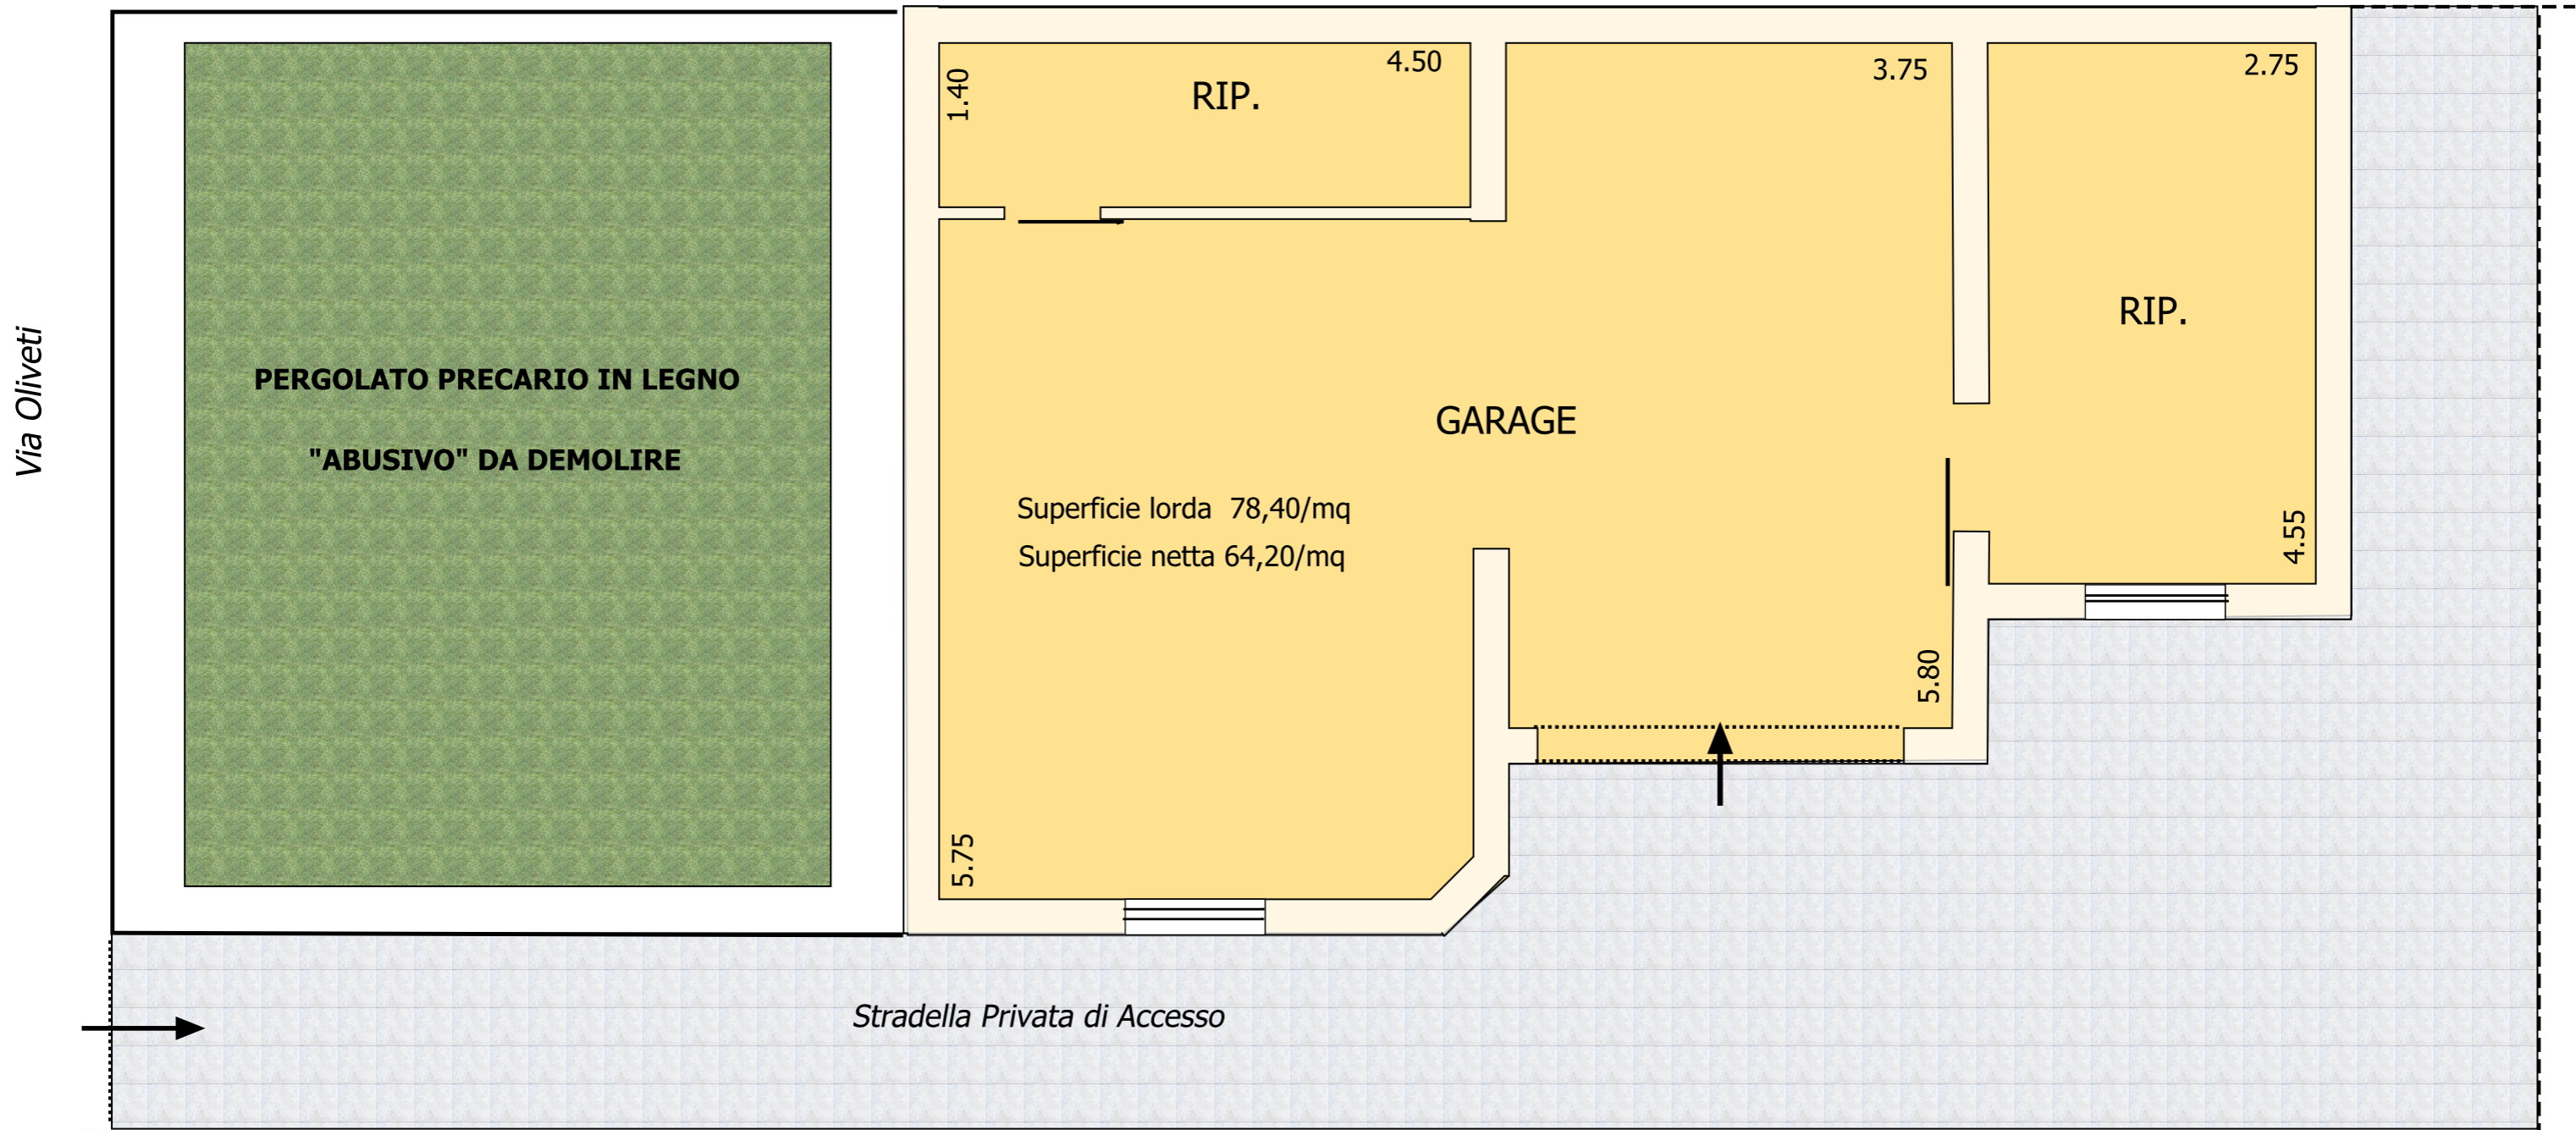 Via Oliveti
PERGOLATO PRECARIO IN LEGNO
"ABUSIVO" DA DEMOLIRE
1.40
RIP.
4.50
3.75
2.75
RIP.
GARAGE
Superficie lorda 78,40/mq
Superficie netta 64,20/mq
4.55
5.80
5.75
Stradella Privata di Accesso